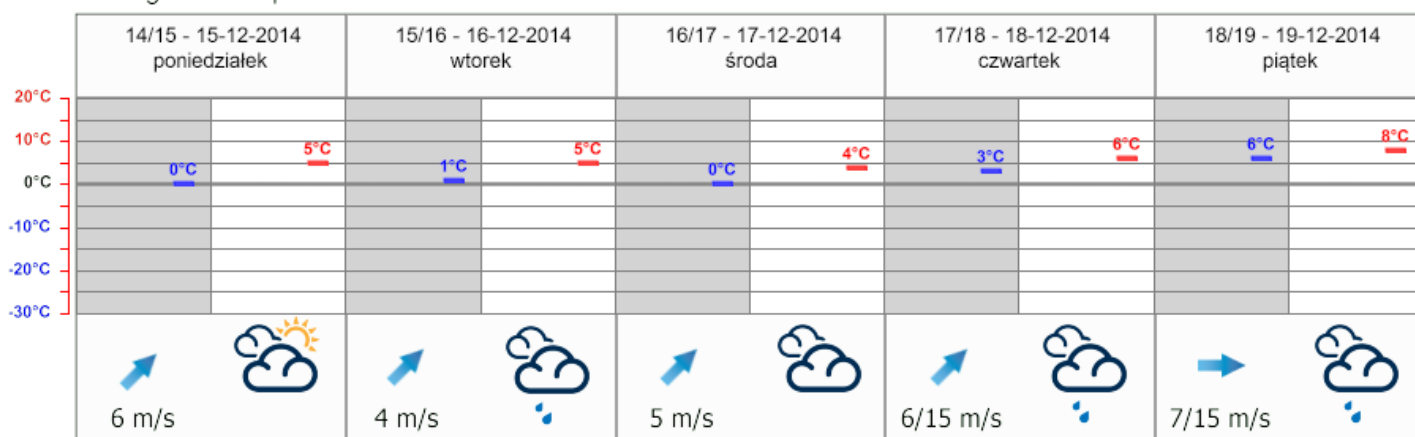 14/15 - 15-12-2014
poniedziałek
15/16 - 16-12-2014
wtorek
16/17 - 17-12-2014
środa
17/18 - 18-12-2014
czwartek
18/19 - 19-12-2014
piątek
20°C
10°C
0°C
-10°C
-20°C
-30°C
0°C
5°C
1°C
5°C
0°C
4°C
3°C
6°C
6°C
8°C
6 m/s
4 m/s
5 m/s
6/15 m/s
7/15 m/s